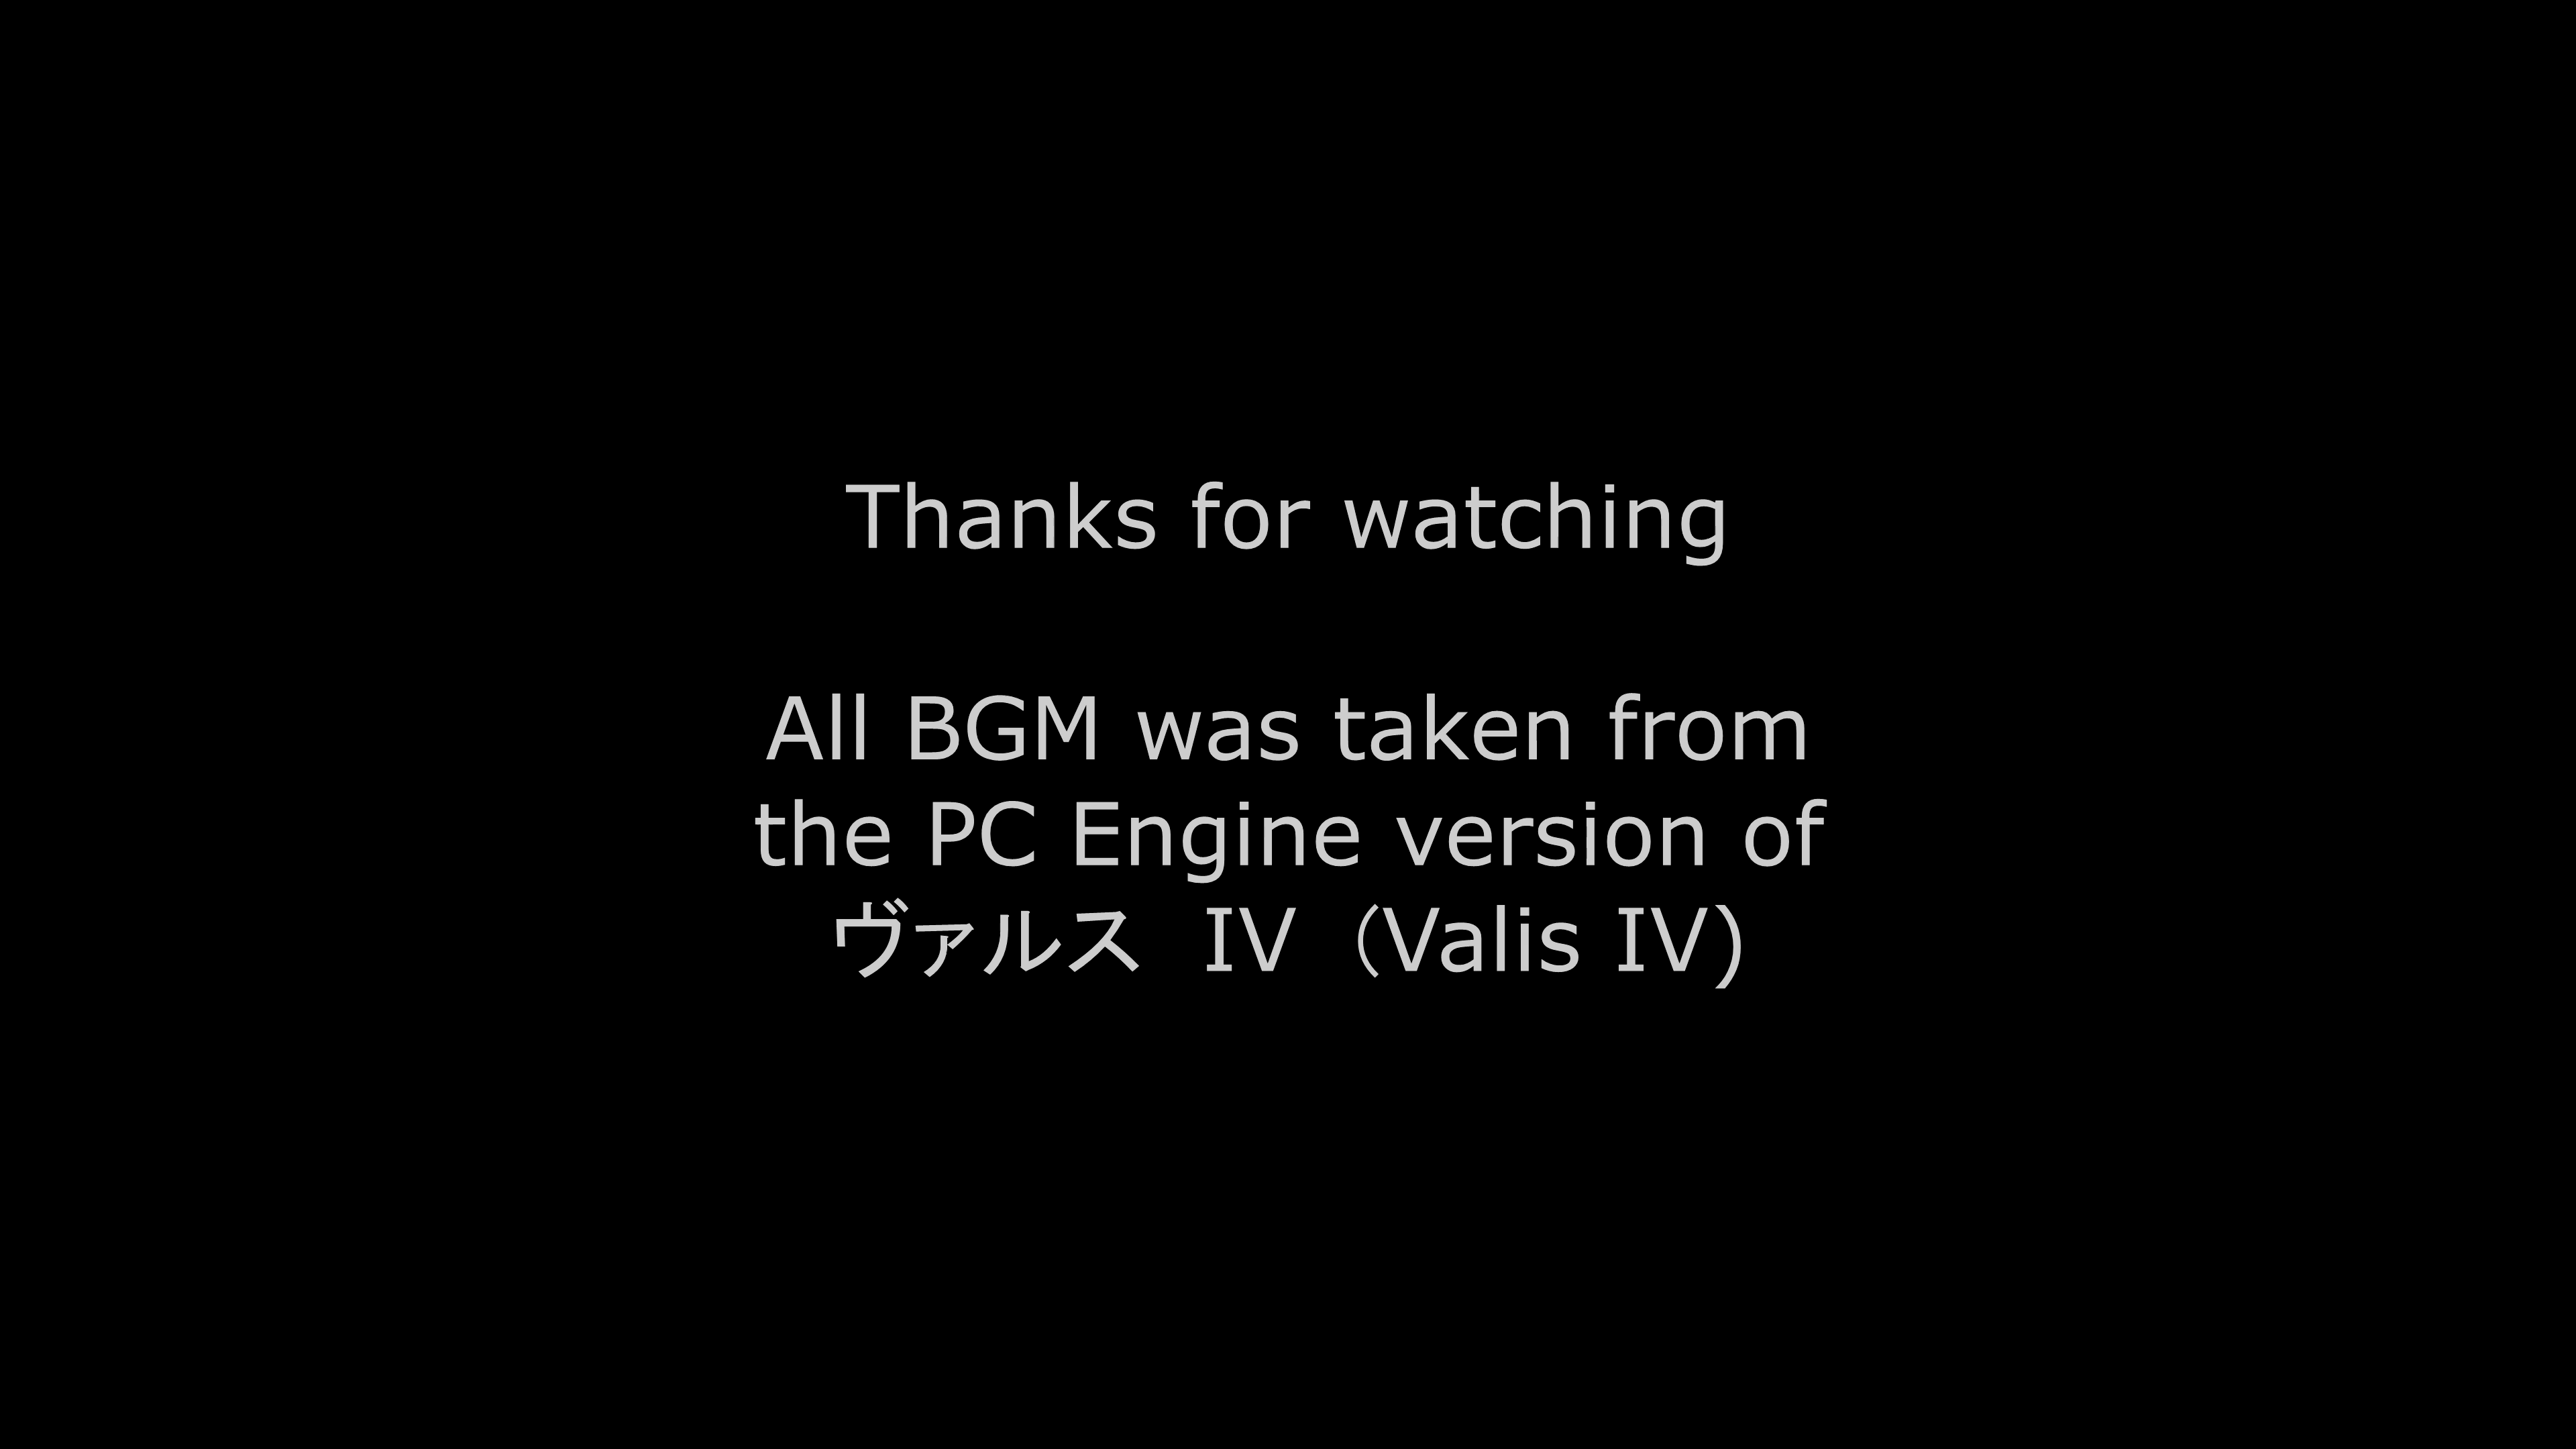 Thanks for watching
All BGM was taken from
the PC Engine version of
ヴァルス　IV （Valis IV)